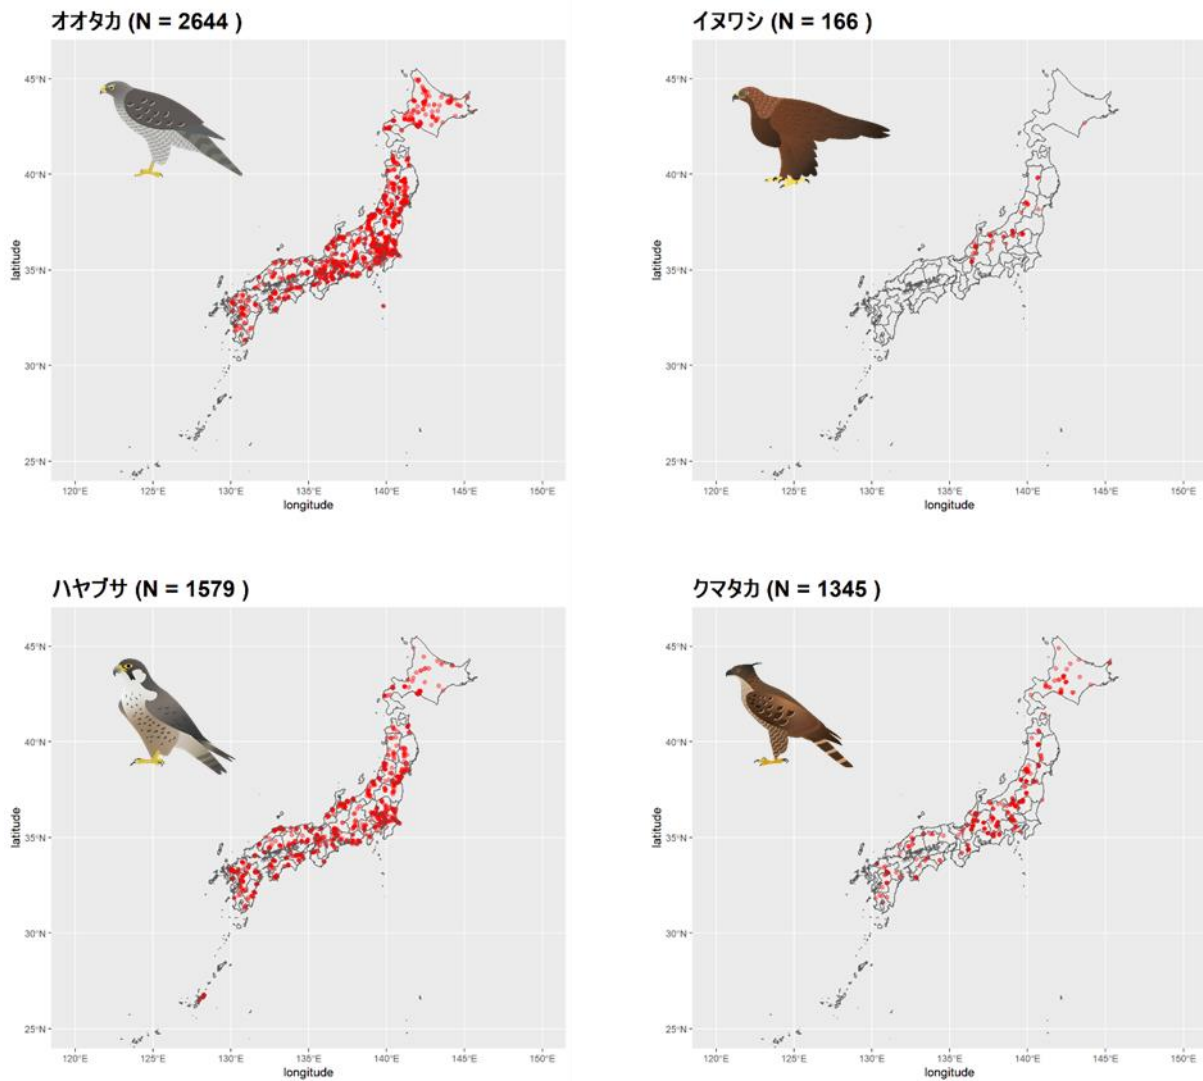 オオタカ (N = 2644 )
45°N
40°N
35°N
30°N
25°N
latitude
120°E 125°E 130°E 135°E 140°E 145°E 150°E
longitude
イヌワシ (N = 166 )
45°N
40°N
35°N
30°N
25°N
latitude
120°E 125°E 130°E 135°E 140°E 145°E 150°E
longitude
ハヤブサ (N = 1579 )
45°N
40°N
35°N
30°N
25°N
latitude
120°E 125°E 130°E 135°E 140°E 145°E 150°E
longitude
クマタカ (N = 1345 )
45°N
40°N
35°N
30°N
25°N
latitude
120°E 125°E 130°E 135°E 140°E 145°E 150°E
longitude